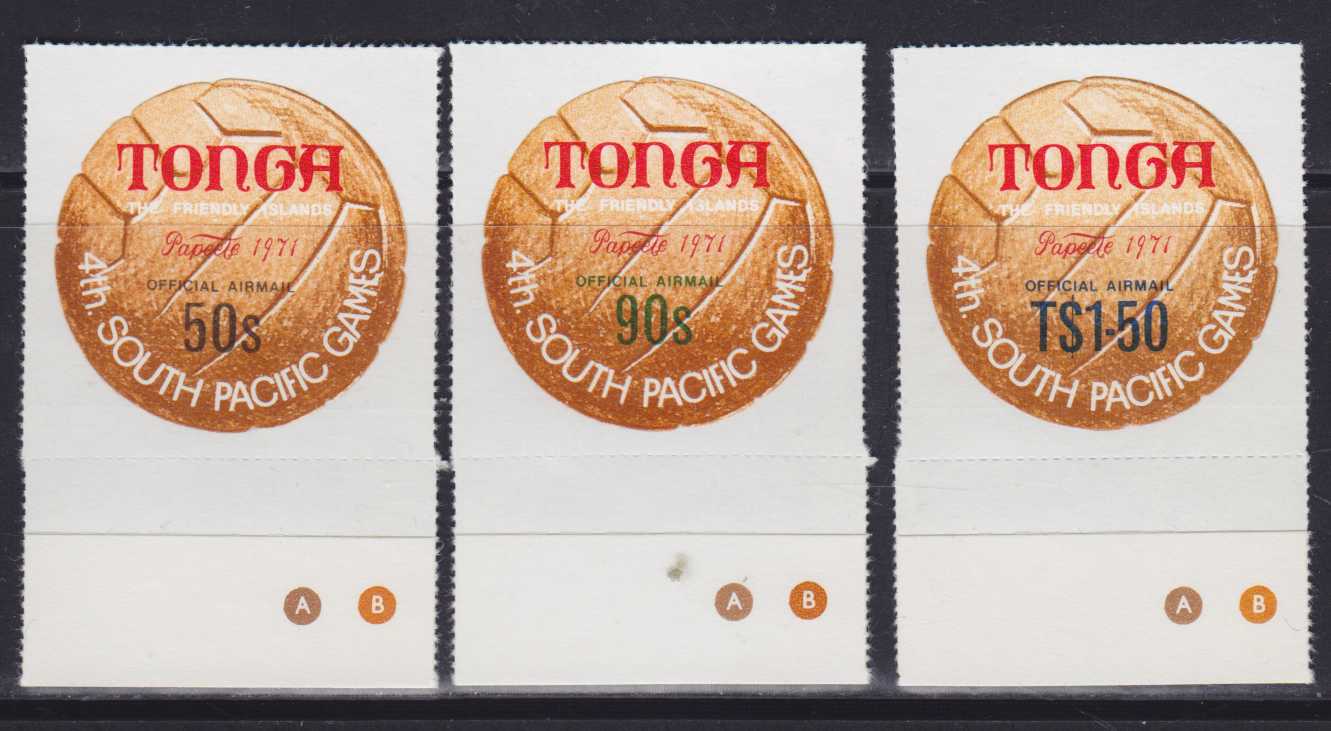 TONGA
THE FRIENDLY ISLANDS
Papeete 1971
OFFICIAL AIRMAIL
50s
4th SOUTH PACIFIC GAMES
A B
TONGA
THE FRIENDLY ISLANDS
Papeete 1971
OFFICIAL AIRMAIL
90s
4th SOUTH PACIFIC GAMES
A B
TONGA
THE FRIENDLY ISLANDS
Papeete 1971
OFFICIAL AIRMAIL
T$1·50
4th SOUTH PACIFIC GAMES
A B